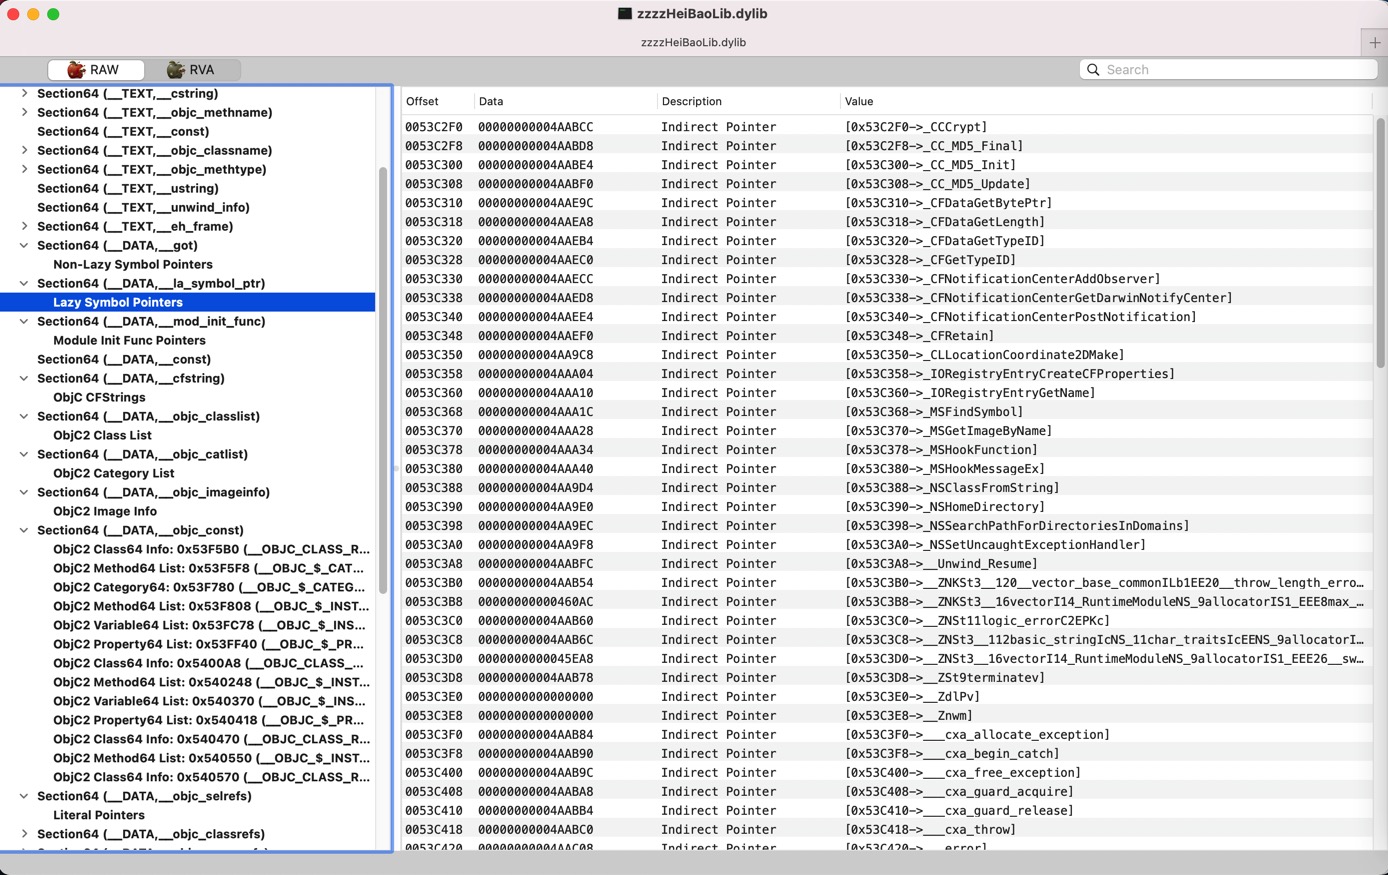 zzzzHeiBaoLib.dylib
zzzzHeiBaoLib.dylib
RAW
RVA
Search
Section64 (__TEXT,__cstring)
Section64 (__TEXT,__objc_methname)
Section64 (__TEXT,__const)
Section64 (__TEXT,__objc_classname)
Section64 (__TEXT,__objc_methtype)
Section64 (__TEXT,__ustring)
Section64 (__TEXT,__unwind_info)
Section64 (__TEXT,__eh_frame)
Section64 (__DATA,__got)
Non-Lazy Symbol Pointers
Section64 (__DATA,__la_symbol_ptr)
Lazy Symbol Pointers
Section64 (__DATA,__mod_init_func)
Module Init Func Pointers
Section64 (__DATA,__const)
Section64 (__DATA,__cfstring)
ObjC CFStrings
Section64 (__DATA,__objc_classlist)
ObjC2 Class List
Section64 (__DATA,__objc_catlist)
ObjC2 Category List
Section64 (__DATA,__objc_imageinfo)
ObjC2 Image Info
Section64 (__DATA,__objc_const)
ObjC2 Class64 Info: 0x53F5B0 (__OBJC_CLASS_R...
ObjC2 Method64 List: 0x53F5F8 (__OBJC_$_CAT...
ObjC2 Category64: 0x53F780 (__OBJC_$_CATEG...
ObjC2 Method64 List: 0x53F808 (__OBJC_$_INST...
ObjC2 Variable64 List: 0x53FC78 (__OBJC_$_INS...
ObjC2 Property64 List: 0x53FF40 (__OBJC_$_PR...
ObjC2 Class64 Info: 0x5400A8 (__OBJC_CLASS_...
ObjC2 Method64 List: 0x540248 (__OBJC_$_INST...
ObjC2 Variable64 List: 0x540370 (__OBJC_$_INS...
ObjC2 Property64 List: 0x540418 (__OBJC_$_PR...
ObjC2 Class64 Info: 0x540470 (__OBJC_CLASS_R...
ObjC2 Method64 List: 0x540550 (__OBJC_$_INST...
ObjC2 Class64 Info: 0x540570 (__OBJC_CLASS_R...
Section64 (__DATA,__objc_selrefs)
Literal Pointers
Section64 (__DATA,__objc_classrefs)
Offset Data Description Value
0053C2F0 00000000004AABCC Indirect Pointer [0x53C2F0->_CCCrypt]
0053C2F8 00000000004AABD8 Indirect Pointer [0x53C2F8->_CC_MD5_Final]
0053C300 00000000004AABE4 Indirect Pointer [0x53C300->_CC_MD5_Init]
0053C308 00000000004AABF0 Indirect Pointer [0x53C308->_CC_MD5_Update]
0053C310 00000000004AAE9C Indirect Pointer [0x53C310->_CFDataGetBytePtr]
0053C318 00000000004AAEA8 Indirect Pointer [0x53C318->_CFDataGetLength]
0053C320 00000000004AAEB4 Indirect Pointer [0x53C320->_CFDataGetTypeID]
0053C328 00000000004AAEC0 Indirect Pointer [0x53C328->_CFGetTypeID]
0053C330 00000000004AAECC Indirect Pointer [0x53C330->_CFNotificationCenterAddObserver]
0053C338 00000000004AAED8 Indirect Pointer [0x53C338->_CFNotificationCenterGetDarwinNotifyCenter]
0053C340 00000000004AAEE4 Indirect Pointer [0x53C340->_CFNotificationCenterPostNotification]
0053C348 00000000004AAEF0 Indirect Pointer [0x53C348->_CFRetain]
0053C350 00000000004AA9C8 Indirect Pointer [0x53C350->_CLLocationCoordinate2DMake]
0053C358 00000000004AAA04 Indirect Pointer [0x53C358->_IORegistryEntryCreateCFProperties]
0053C360 00000000004AAA10 Indirect Pointer [0x53C360->_IORegistryEntryGetName]
0053C368 00000000004AAA1C Indirect Pointer [0x53C368->_MSFindSymbol]
0053C370 00000000004AAA28 Indirect Pointer [0x53C370->_MSGetImageByName]
0053C378 00000000004AAA34 Indirect Pointer [0x53C378->_MSHookFunction]
0053C380 00000000004AAA40 Indirect Pointer [0x53C380->_MSHookMessageEx]
0053C388 00000000004AA9D4 Indirect Pointer [0x53C388->_NSClassFromString]
0053C390 00000000004AA9E0 Indirect Pointer [0x53C390->_NSHomeDirectory]
0053C398 00000000004AA9EC Indirect Pointer [0x53C398->_NSSearchPathForDirectoriesInDomains]
0053C3A0 00000000004AA9F8 Indirect Pointer [0x53C3A0->_NSSetUncaughtExceptionHandler]
0053C3A8 00000000004AABFC Indirect Pointer [0x53C3A8->__Unwind_Resume]
0053C3B0 00000000004AAB54 Indirect Pointer [0x53C3B0->__ZNKSt3__120__vector_base_commonILb1EE20__throw_length_erro...
0053C3B8 00000000000460AC Indirect Pointer [0x53C3B8->__ZNKSt3__16vectorI14_RuntimeModuleNS_9allocatorIS1_EEE8max_...
0053C3C0 00000000004AAB60 Indirect Pointer [0x53C3C0->__ZNSt11logic_errorC2EPKc]
0053C3C8 00000000004AAB6C Indirect Pointer [0x53C3C8->__ZNSt3__112basic_stringIcNS_11char_traitsIcEENS_9allocatorI...
0053C3D0 0000000000045EA8 Indirect Pointer [0x53C3D0->__ZNSt3__16vectorI14_RuntimeModuleNS_9allocatorIS1_EEE26__sw...
0053C3D8 00000000004AAB78 Indirect Pointer [0x53C3D8->__ZSt9terminatev]
0053C3E0 0000000000000000 Indirect Pointer [0x53C3E0->__ZdlPv]
0053C3E8 0000000000000000 Indirect Pointer [0x53C3E8->__Znwm]
0053C3F0 00000000004AAB84 Indirect Pointer [0x53C3F0->___cxa_allocate_exception]
0053C3F8 00000000004AAB90 Indirect Pointer [0x53C3F8->___cxa_begin_catch]
0053C400 00000000004AAB9C Indirect Pointer [0x53C400->___cxa_free_exception]
0053C408 00000000004AABA8 Indirect Pointer [0x53C408->___cxa_guard_acquire]
0053C410 00000000004AABB4 Indirect Pointer [0x53C410->___cxa_guard_release]
0053C418 00000000004AABC0 Indirect Pointer [0x53C418->___cxa_throw]
0053C420 00000000004AAC08 Indirect Pointer [0x53C420->___error]